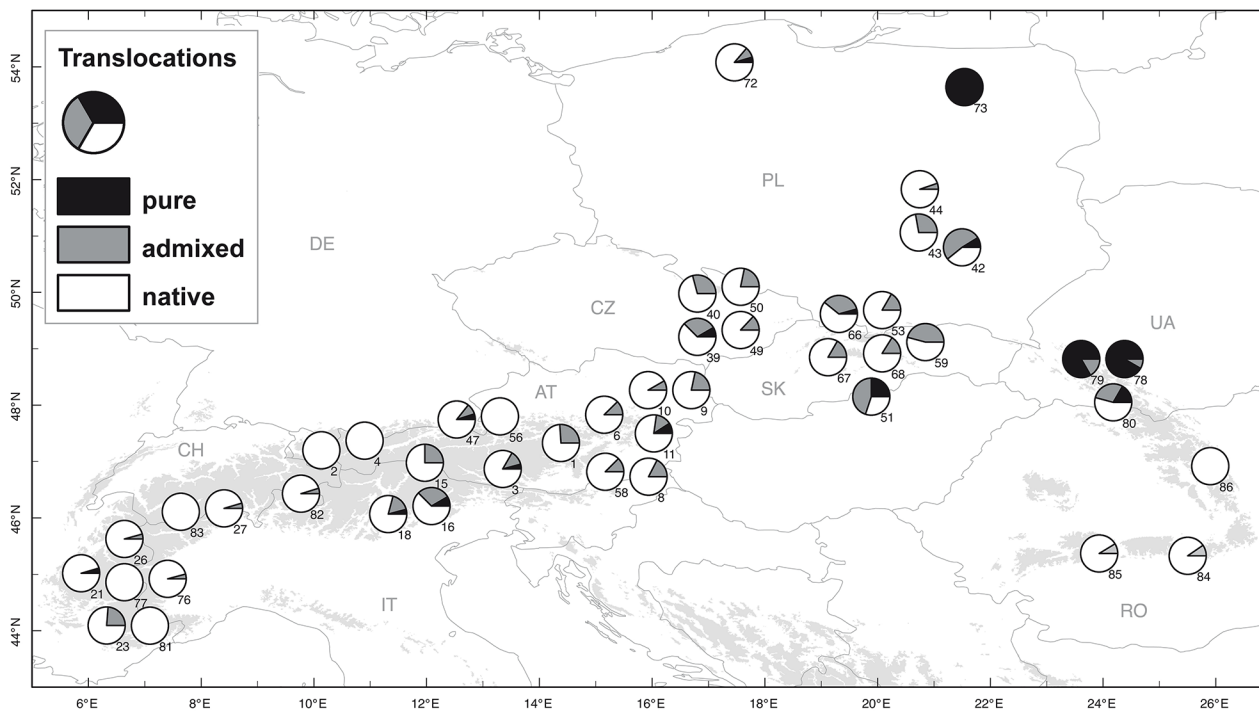 Translocations
pure
admixed
native
54°N
52°N
50°N
48°N
46°N
44°N
6°E
8°E
10°E
12°E
14°E
16°E
18°E
20°E
22°E
24°E
26°E
DE
PL
CZ
UA
AT
SK
CH
IT
RO
72
73
44
43
42
40
50
39
49
66
53
67
68
59
51
79
78
80
86
85
84
10
9
6
11
1
58
8
47
56
15
3
18
16
2
4
82
83
27
26
21
77
76
23
81